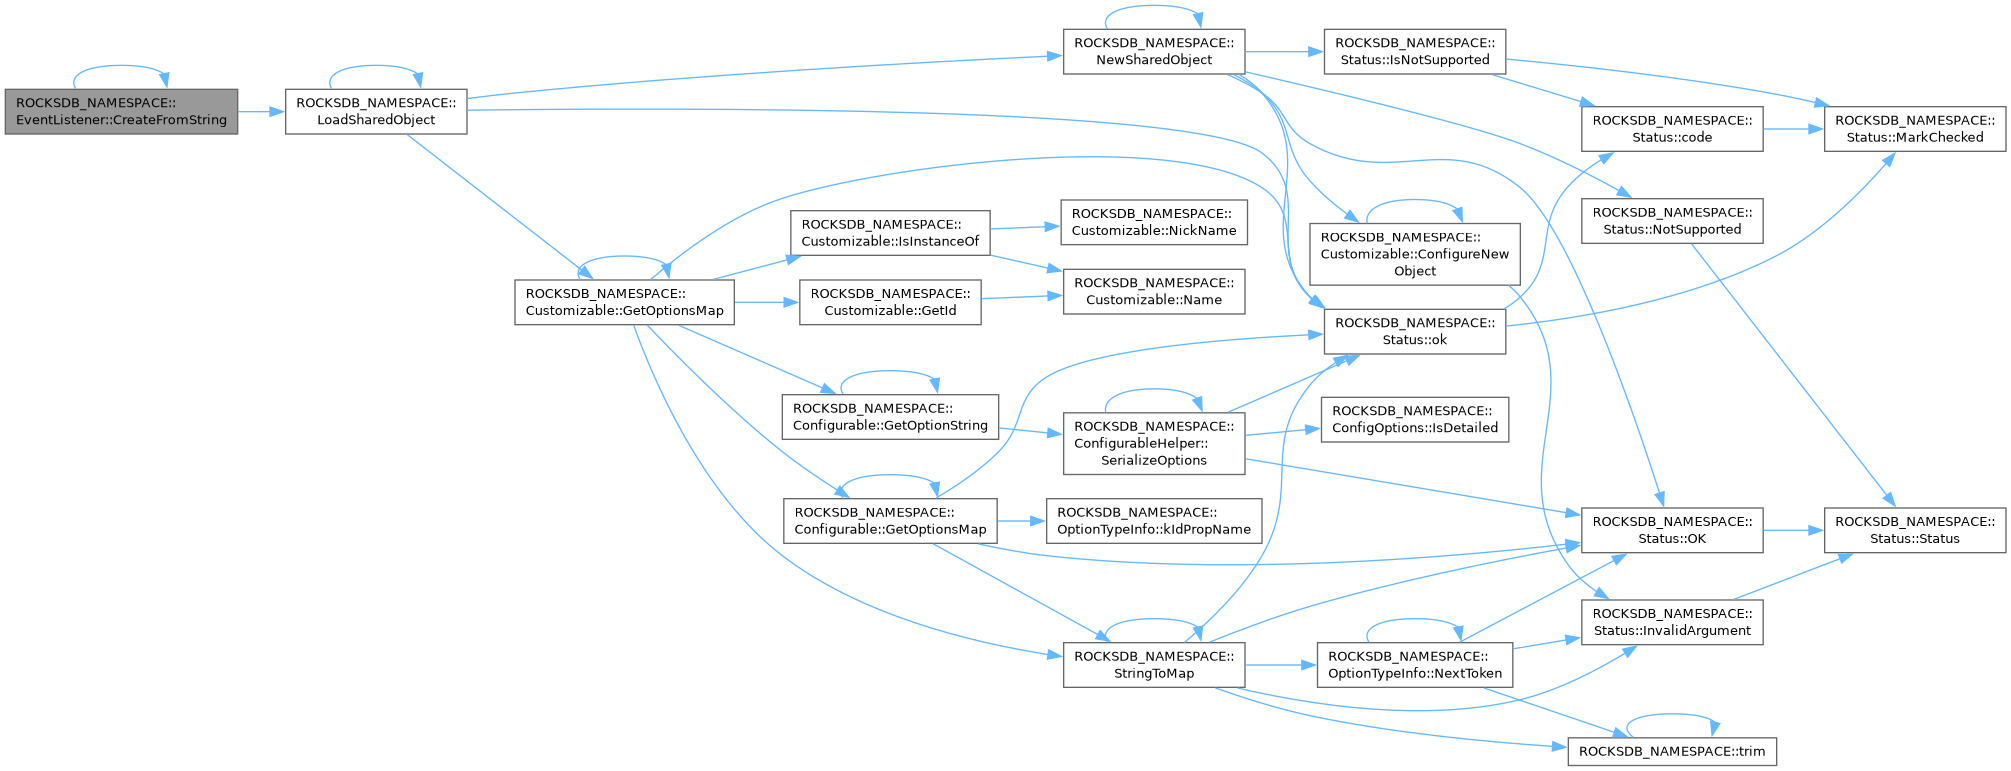 ROCKSDB_NAMESPACE::
EventListener::CreateFromString
ROCKSDB_NAMESPACE::
LoadSharedObject
ROCKSDB_NAMESPACE::
Customizable::GetOptionsMap
ROCKSDB_NAMESPACE::
Customizable::IsInstanceOf
ROCKSDB_NAMESPACE::
Customizable::GetId
ROCKSDB_NAMESPACE::
Configurable::GetOptionString
ROCKSDB_NAMESPACE::
Configurable::GetOptionsMap
ROCKSDB_NAMESPACE::
NewSharedObject
ROCKSDB_NAMESPACE::
Customizable::NickName
ROCKSDB_NAMESPACE::
Customizable::Name
ROCKSDB_NAMESPACE::
ConfigurableHelper::
SerializeOptions
ROCKSDB_NAMESPACE::
OptionTypeInfo::kIdPropName
ROCKSDB_NAMESPACE::
StringToMap
ROCKSDB_NAMESPACE::
Status::IsNotSupported
ROCKSDB_NAMESPACE::
Customizable::ConfigureNew
Object
ROCKSDB_NAMESPACE::
Status::ok
ROCKSDB_NAMESPACE::
ConfigOptions::IsDetailed
ROCKSDB_NAMESPACE::
OptionTypeInfo::NextToken
ROCKSDB_NAMESPACE::
Status::code
ROCKSDB_NAMESPACE::
Status::NotSupported
ROCKSDB_NAMESPACE::
Status::OK
ROCKSDB_NAMESPACE::
Status::InvalidArgument
ROCKSDB_NAMESPACE::trim
ROCKSDB_NAMESPACE::
Status::MarkChecked
ROCKSDB_NAMESPACE::
Status::Status